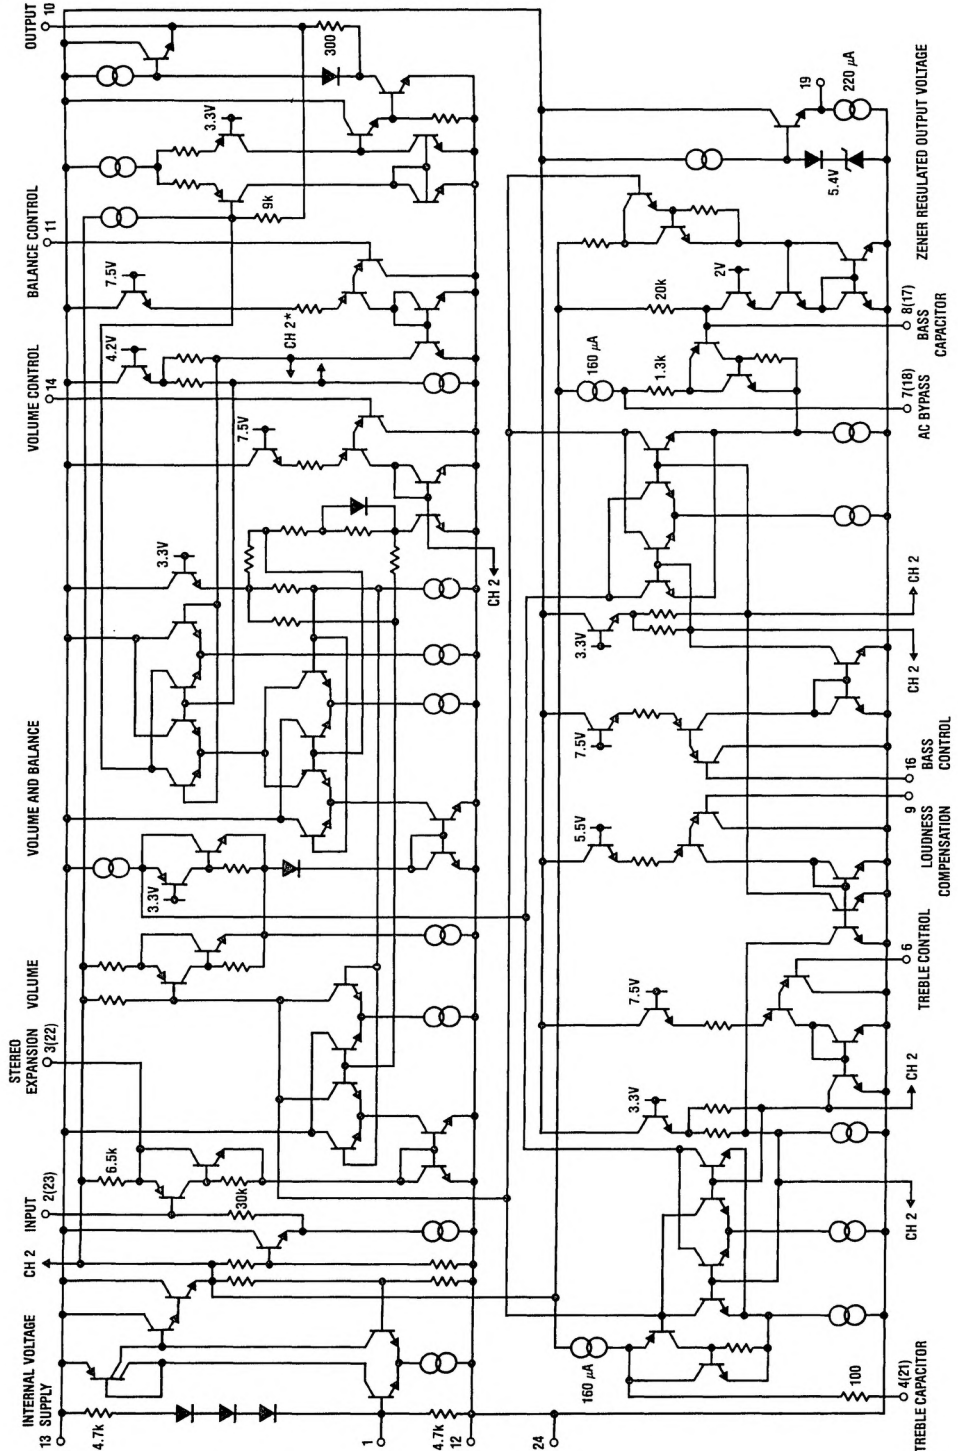 INTERNAL VOLTAGE
SUPPLY
13
4.7k
1
4.7k
12
CH 2
INPUT
2(23)
30k
6.5k
STEREO
EXPANSION
3(22)
VOLUME
3.3V
VOLUME AND BALANCE
3.3V
CH 2
7.5V
VOLUME CONTROL
14
4.2V
CH 2*
7.5V
BALANCE CONTROL
11
9k
3.3V
300
OUTPUT
10
24
160 μA
100
4(21)
TREBLE CAPACITOR
CH 2
3.3V
CH 2
7.5V
6
TREBLE CONTROL
5.5V
9
LOUDNESS
COMPENSATION
7.5V
16
BASS
CONTROL
3.3V
CH 2
CH 2
160 μA
1.3k
7(18)
AC BYPASS
20k
2V
8(17)
BASS
CAPACITOR
5.4V
19
220 μA
ZENER REGULATED OUTPUT VOLTAGE